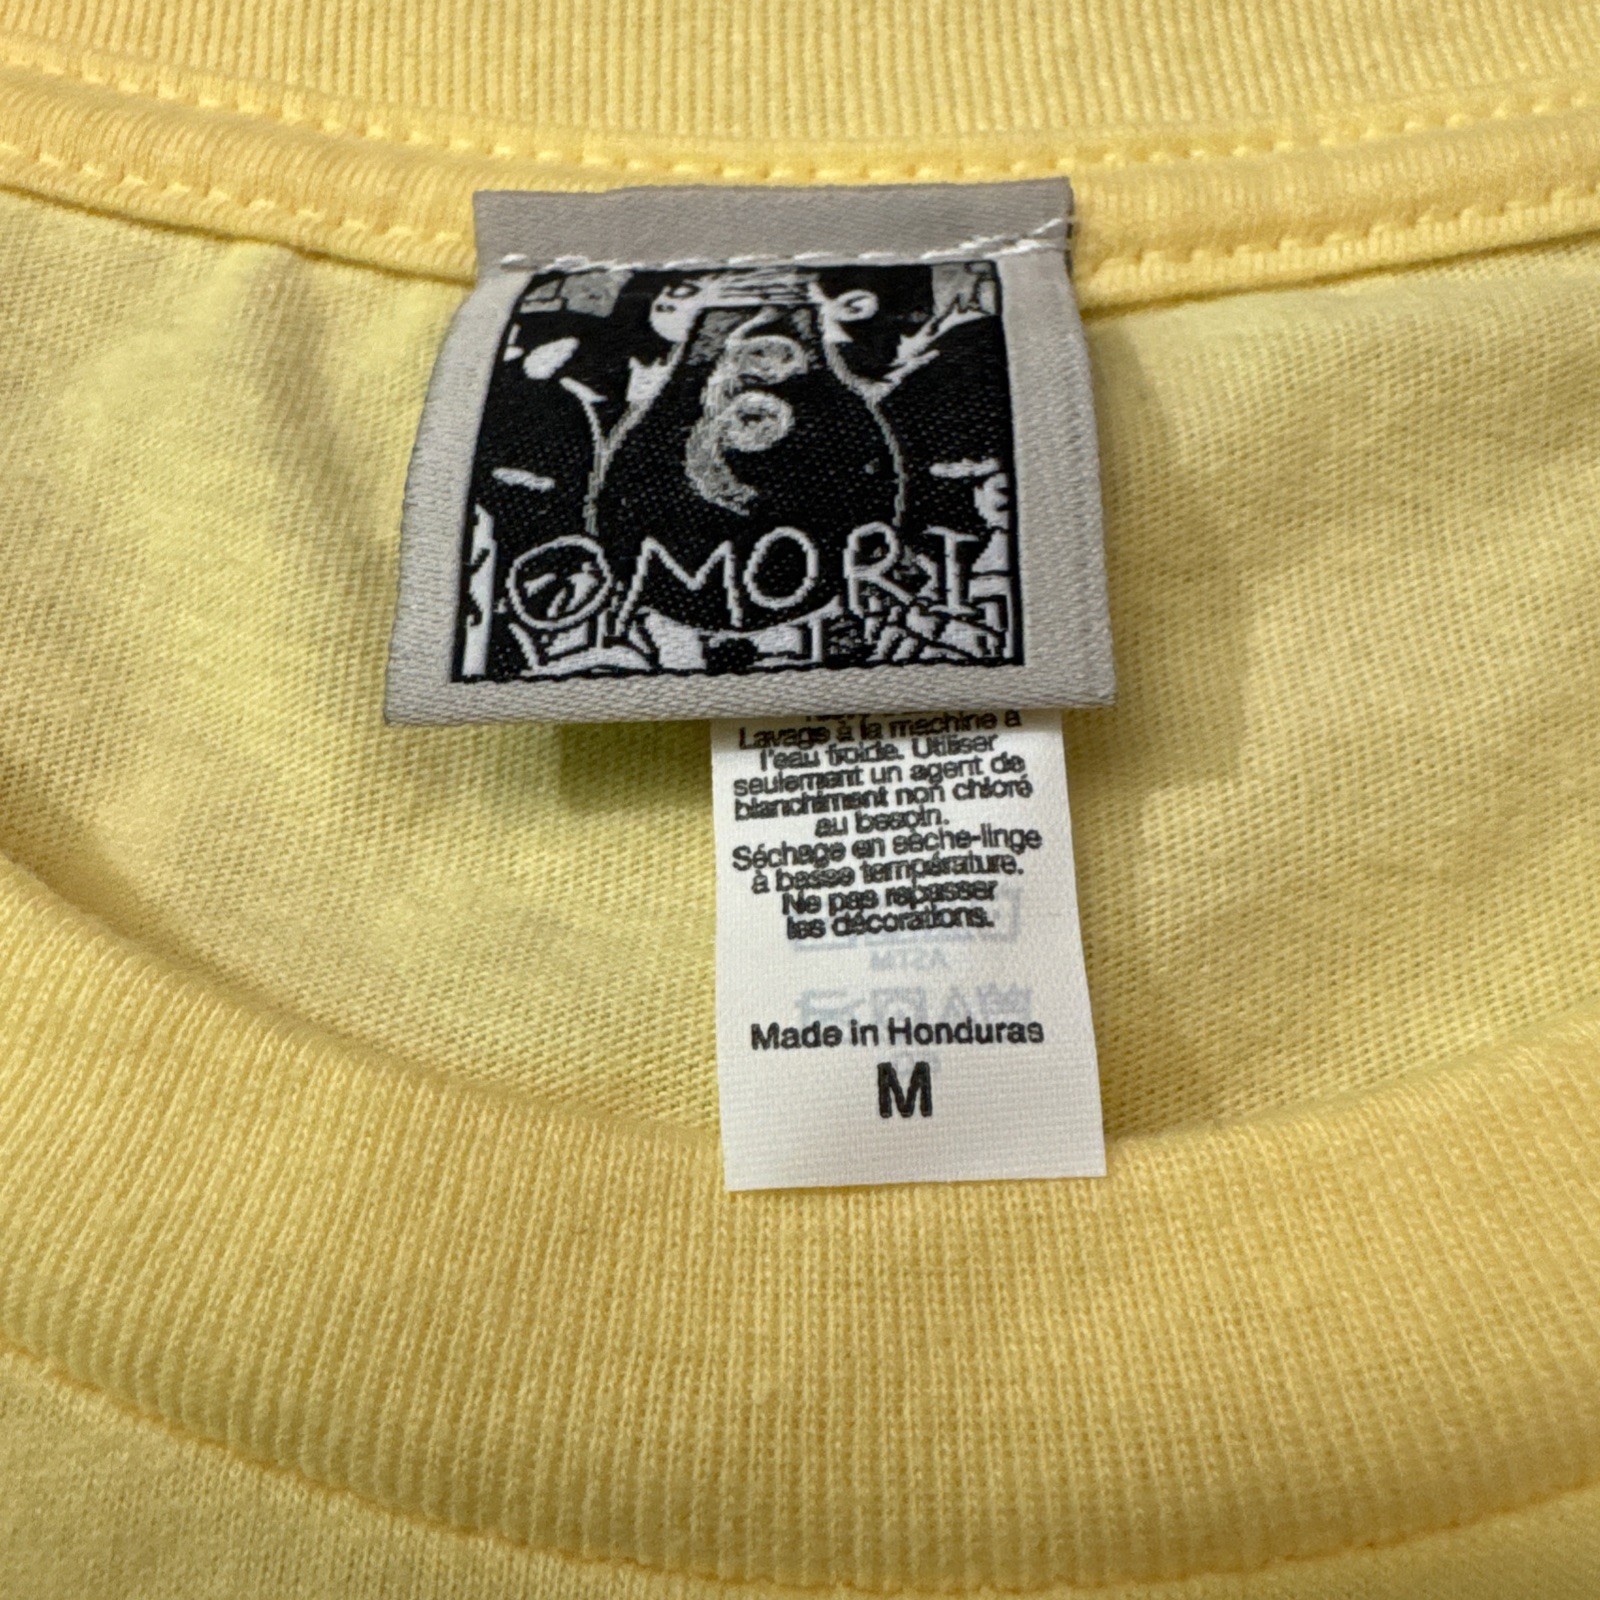 OMORI
Lavage à la machine à
l'eau froide. Utiliser
seulement un agent de
blanchiment non chloré
au besoin.
Séchage en sèche-linge
à basse température.
Ne pas repasser
les décorations.
Made in Honduras
M